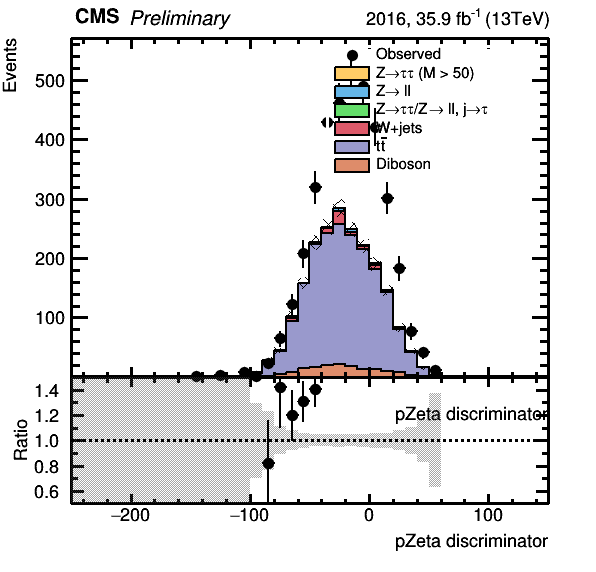 CMS Preliminary 2016, 35.9 fb⁻¹ (13TeV)
Events
500
400
300
200
100
Observed
Z→ττ (M > 50)
Z→ ll
Z→ττ/Z→ ll, j→τ
W+jets
tt̄
Diboson
Ratio
1.4
1.2
1.0
0.8
0.6
pZeta discriminator
−200 −100 0 100
pZeta discriminator